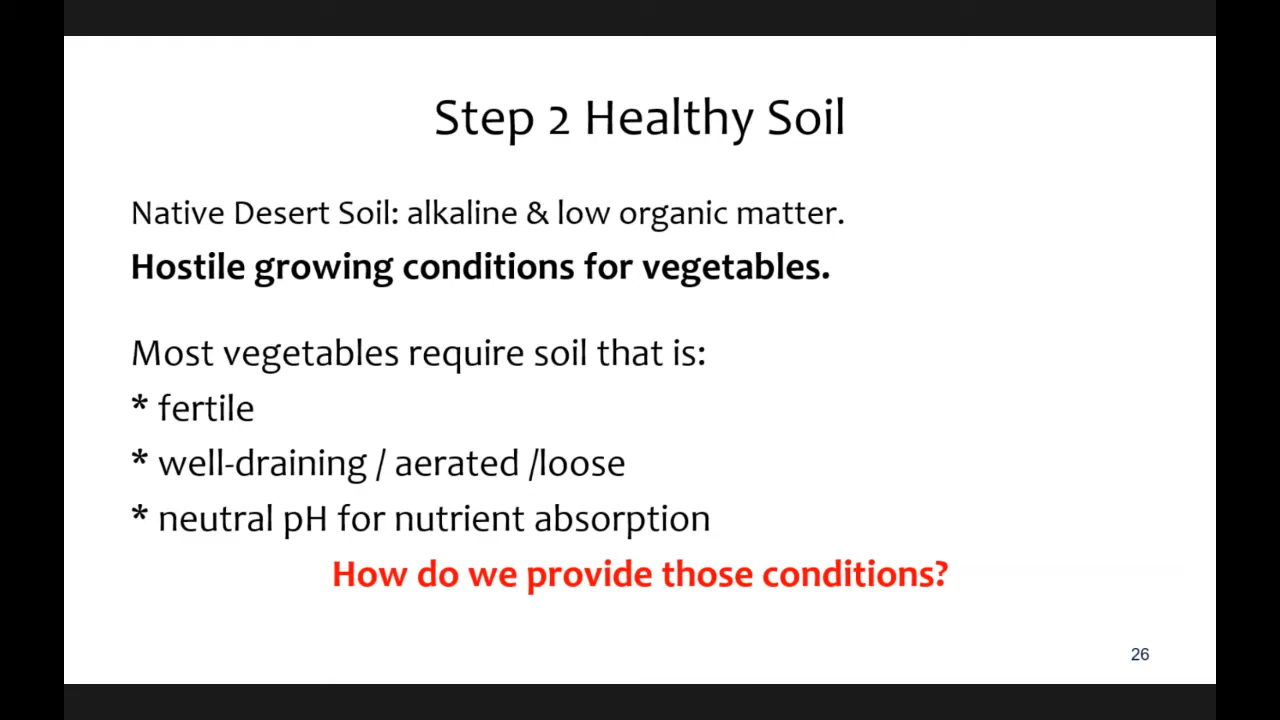 Step 2 Healthy Soil
Native Desert Soil: alkaline & low organic matter.
Hostile growing conditions for vegetables.
Most vegetables require soil that is:
* fertile
* well-draining / aerated /loose
* neutral pH for nutrient absorption
How do we provide those conditions?
26